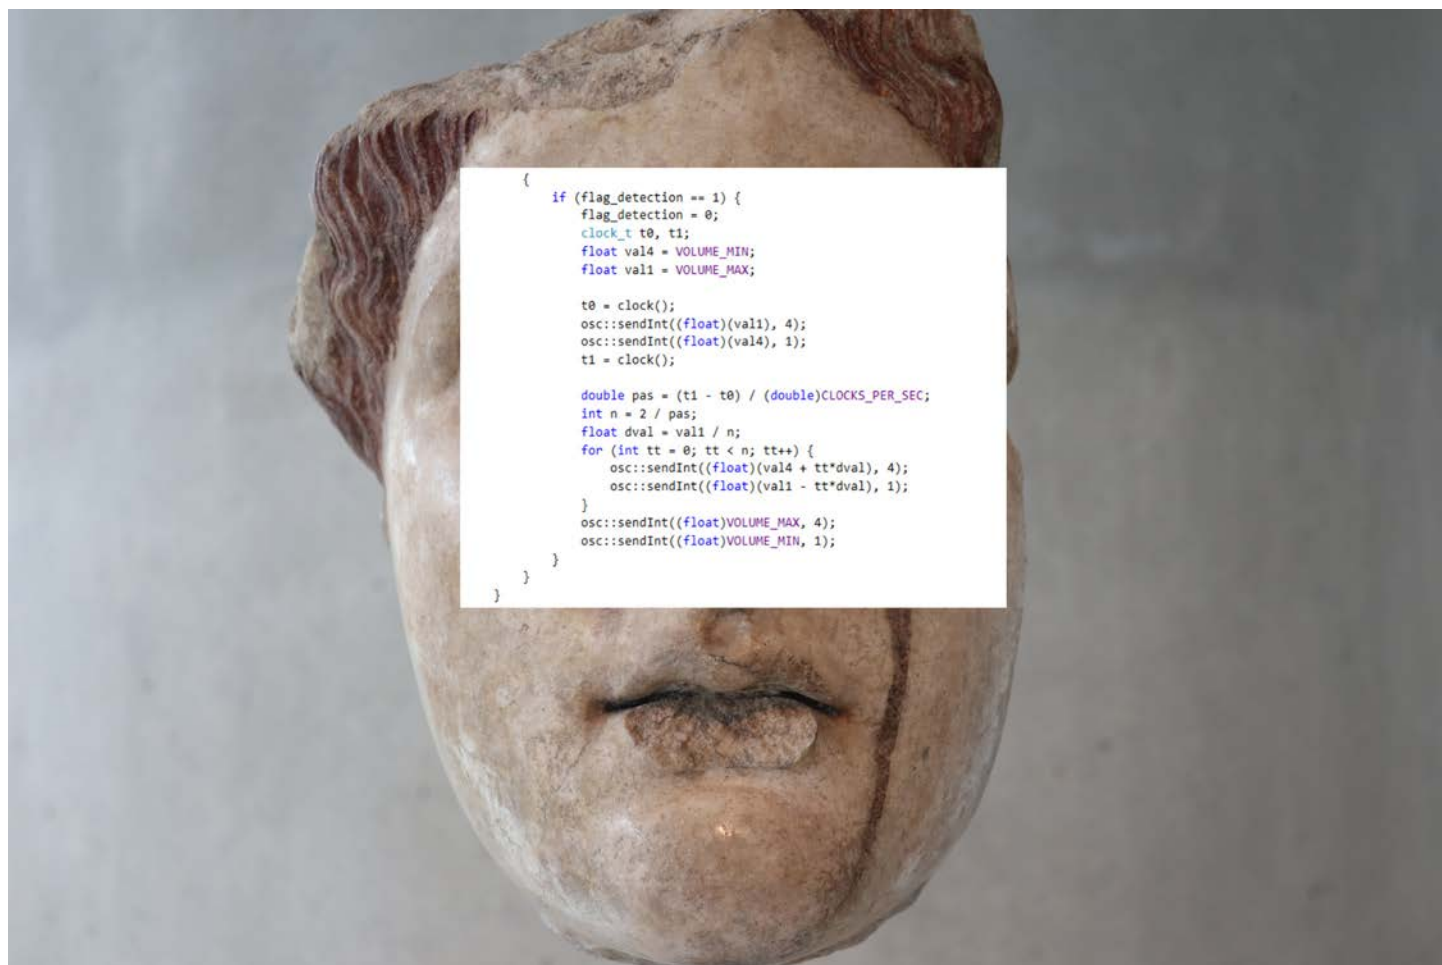 {
if (flag_detection == 1) {
flag_detection = 0;
clock_t t0, t1;
float val4 = VOLUME_MIN;
float val1 = VOLUME_MAX;
t0 = clock();
osc::sendInt((float)(val1), 4);
osc::sendInt((float)(val4), 1);
t1 = clock();
double pas = (t1 - t0) / (double)CLOCKS_PER_SEC;
int n = 2 / pas;
float dval = val1 / n;
for (int tt = 0; tt < n; tt++) {
osc::sendInt((float)(val4 + tt*dval), 4);
osc::sendInt((float)(val1 - tt*dval), 1);
}
osc::sendInt((float)VOLUME_MAX, 4);
osc::sendInt((float)VOLUME_MIN, 1);
}
}
}